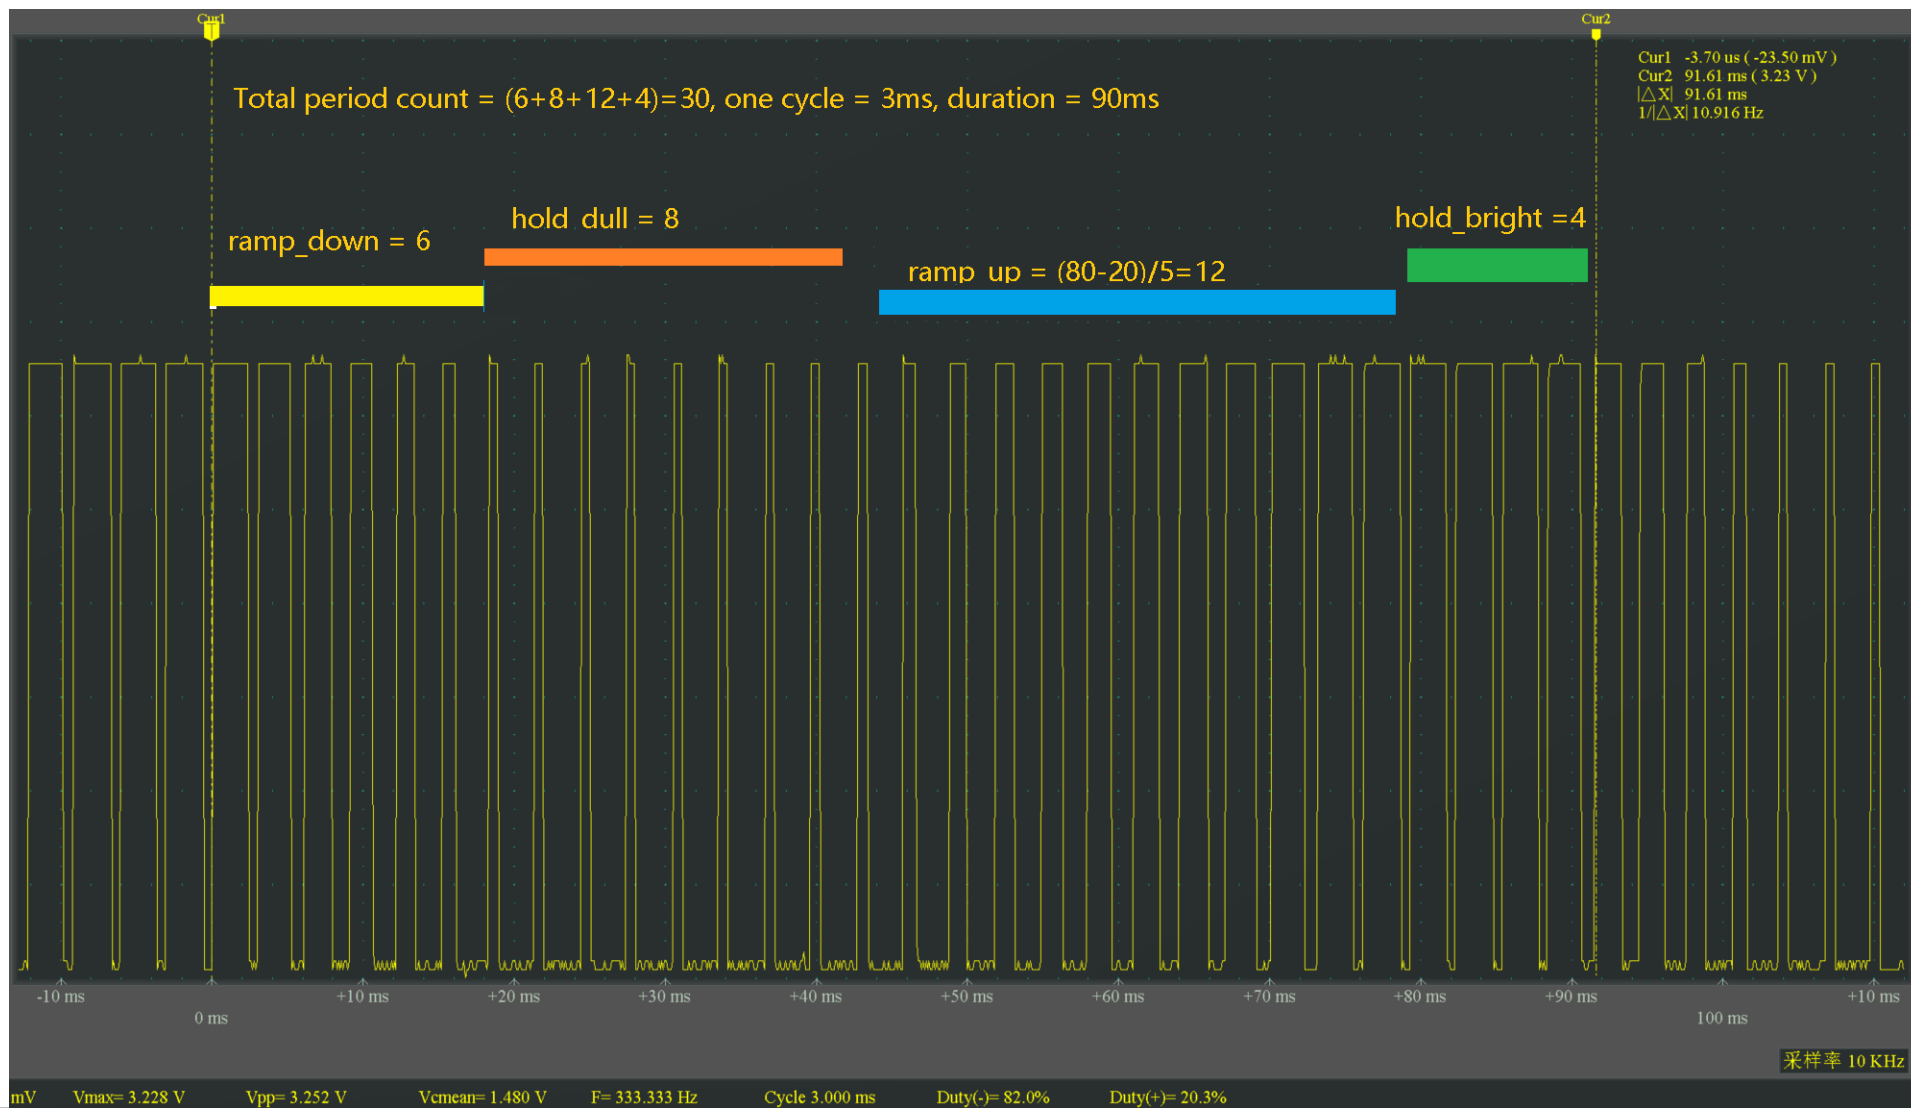 Cur1
Cur2
Cur1 -3.70 us ( -23.50 mV )
Cur2 91.61 ms ( 3.23 V )
|△X| 91.61 ms
1/|△X| 10.916 Hz
Total period count = (6+8+12+4)=30, one cycle = 3ms, duration = 90ms
hold_dull = 8
hold_bright =4
ramp_down = 6
ramp_up = (80-20)/5=12
-10 ms
+10 ms
+20 ms
+30 ms
+40 ms
+50 ms
+60 ms
+70 ms
+80 ms
+90 ms
+10 ms
0 ms
100 ms
采样率 10 KHz
mV Vmax= 3.228 V Vpp= 3.252 V Vcmean= 1.480 V F= 333.333 Hz Cycle 3.000 ms Duty(-)= 82.0% Duty(+)= 20.3%